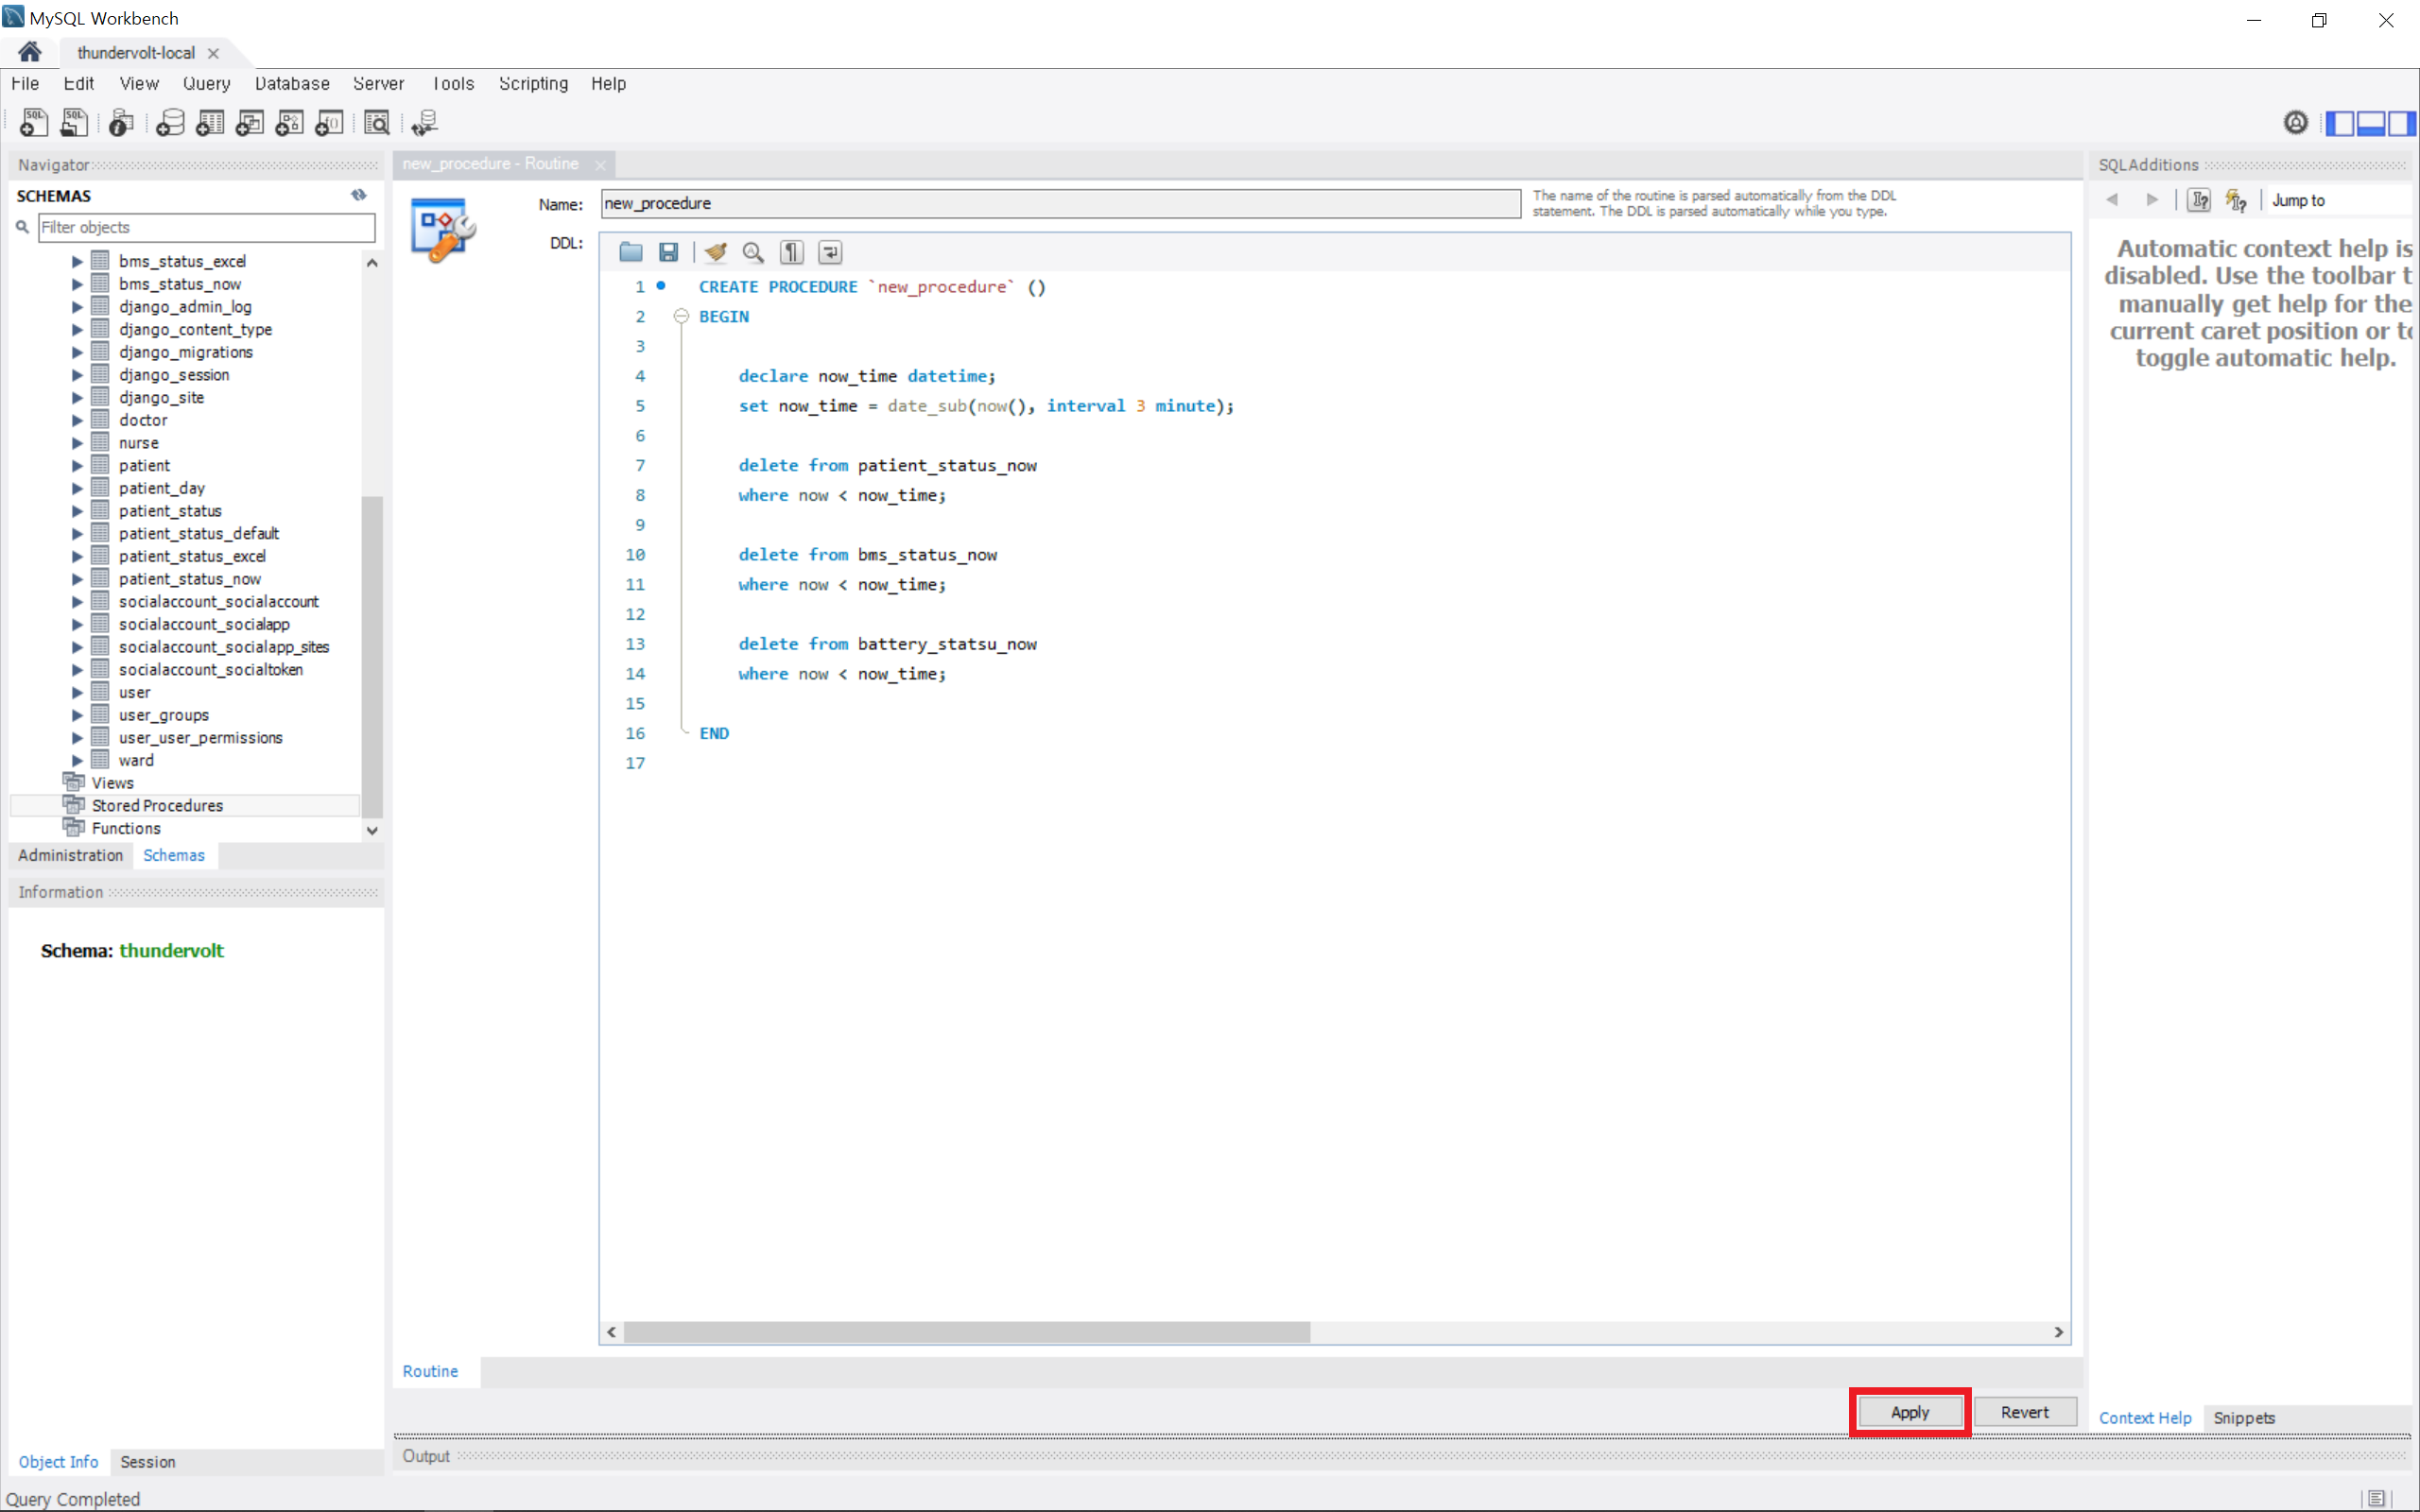 MySQL Workbench
thundervolt-local
File Edit View Query Database Server Tools Scripting Help
Navigator
SCHEMAS
Filter objects
bms_status_excel
bms_status_now
django_admin_log
django_content_type
django_migrations
django_session
django_site
doctor
nurse
patient
patient_day
patient_status
patient_status_default
patient_status_excel
patient_status_now
socialaccount_socialaccount
socialaccount_socialapp
socialaccount_socialapp_sites
socialaccount_socialtoken
user
user_groups
user_user_permissions
ward
Views
Stored Procedures
Functions
Administration Schemas
Information
Schema: thundervolt
Object Info Session
Query Completed
new_procedure - Routine
Name: new_procedure
The name of the routine is parsed automatically from the DDL
statement. The DDL is parsed automatically while you type.
DDL:
1 CREATE PROCEDURE `new_procedure` ()
2 BEGIN
3
4 declare now_time datetime;
5 set now_time = date_sub(now(), interval 3 minute);
6
7 delete from patient_status_now
8 where now < now_time;
9
10 delete from bms_status_now
11 where now < now_time;
12
13 delete from battery_statsu_now
14 where now < now_time;
15
16 END
17
Routine
Apply Revert
Output
SQLAdditions
Jump to
Automatic context help is
disabled. Use the toolbar t
manually get help for the
current caret position or to
toggle automatic help.
Context Help Snippets